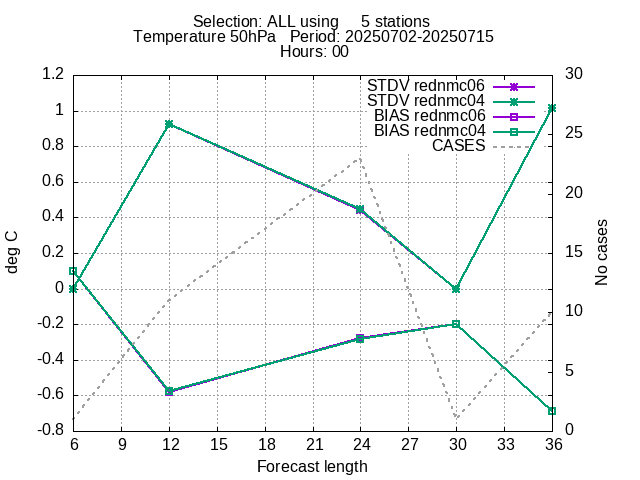 Selection: ALL using     5 stations
Temperature 50hPa   Period: 20250702-20250715
Hours: 00
1.2
1
0.8
0.6
0.4
0.2
0
-0.2
-0.4
-0.6
-0.8
deg C
STDV rednmc06
STDV rednmc04
BIAS rednmc06
BIAS rednmc04
CASES
30
25
20
15
10
5
0
No cases
6 9 12 15 18 21 24 27 30 33 36
Forecast length